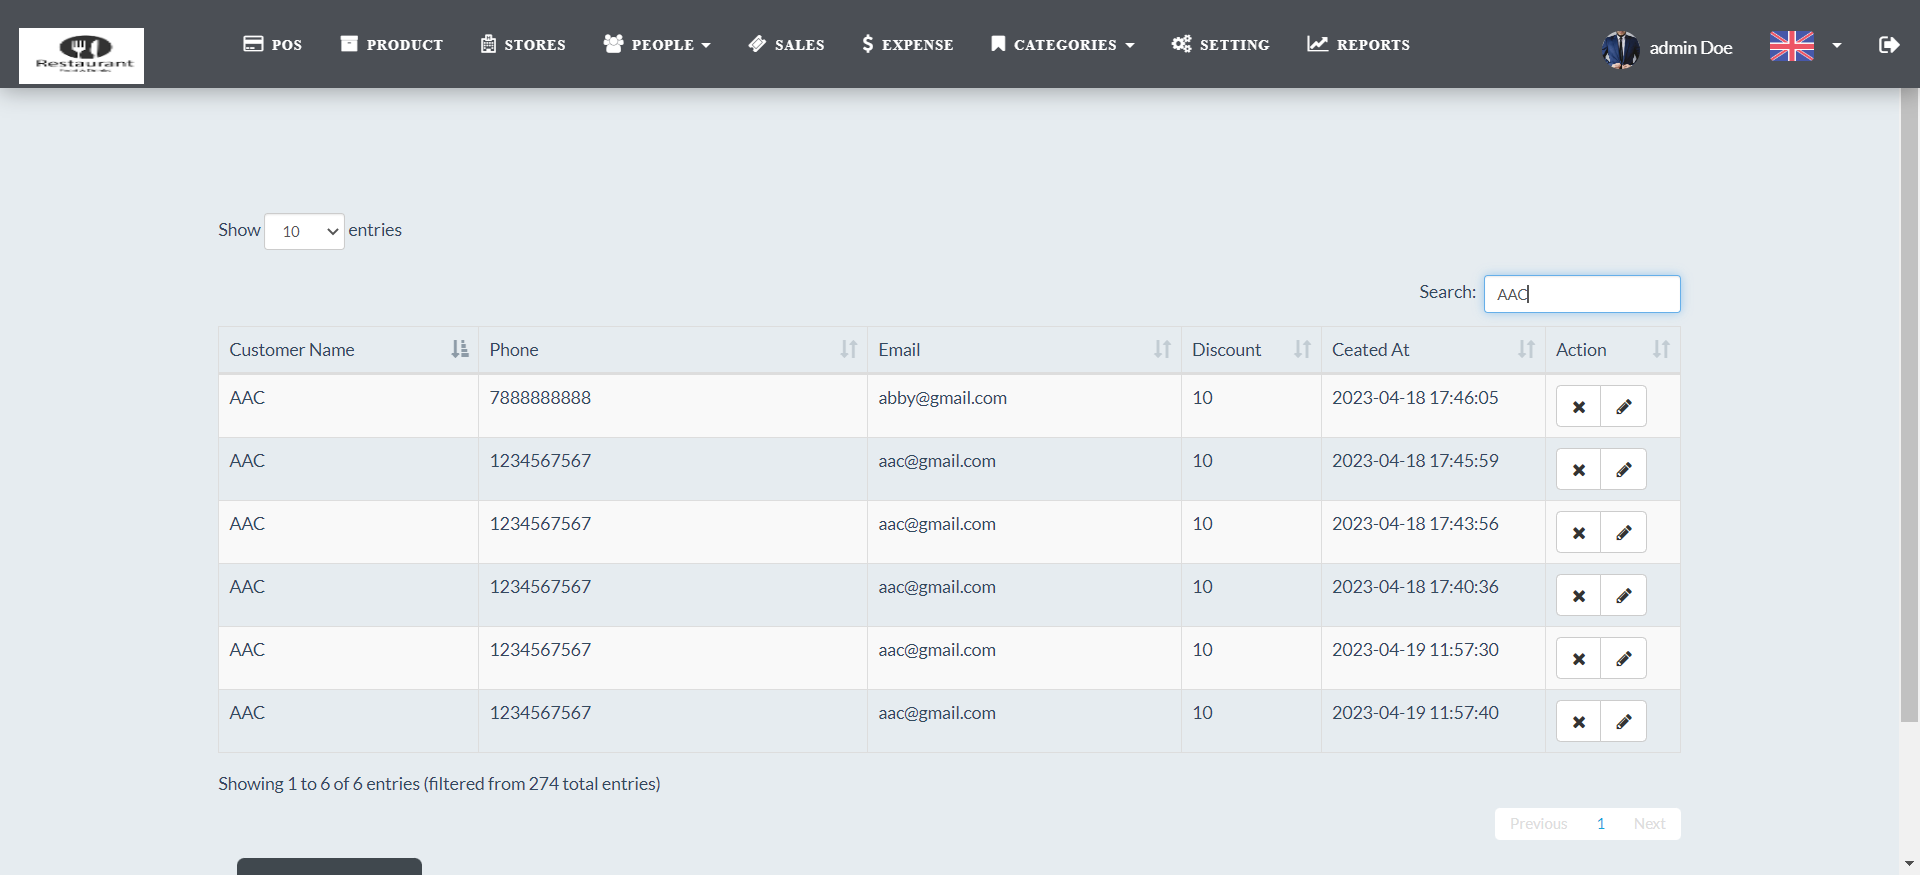 Restaurant
POS PRODUCT STORES PEOPLE SALES EXPENSE CATEGORIES SETTING REPORTS admin Doe
Show 10 entries
Search: AAC
Customer Name Phone Email Discount Ceated At Action
AAC 7888888888 abby@gmail.com 10 2023-04-18 17:46:05
AAC 1234567567 aac@gmail.com 10 2023-04-18 17:45:59
AAC 1234567567 aac@gmail.com 10 2023-04-18 17:43:56
AAC 1234567567 aac@gmail.com 10 2023-04-18 17:40:36
AAC 1234567567 aac@gmail.com 10 2023-04-19 11:57:30
AAC 1234567567 aac@gmail.com 10 2023-04-19 11:57:40
Showing 1 to 6 of 6 entries (filtered from 274 total entries)
Previous 1 Next